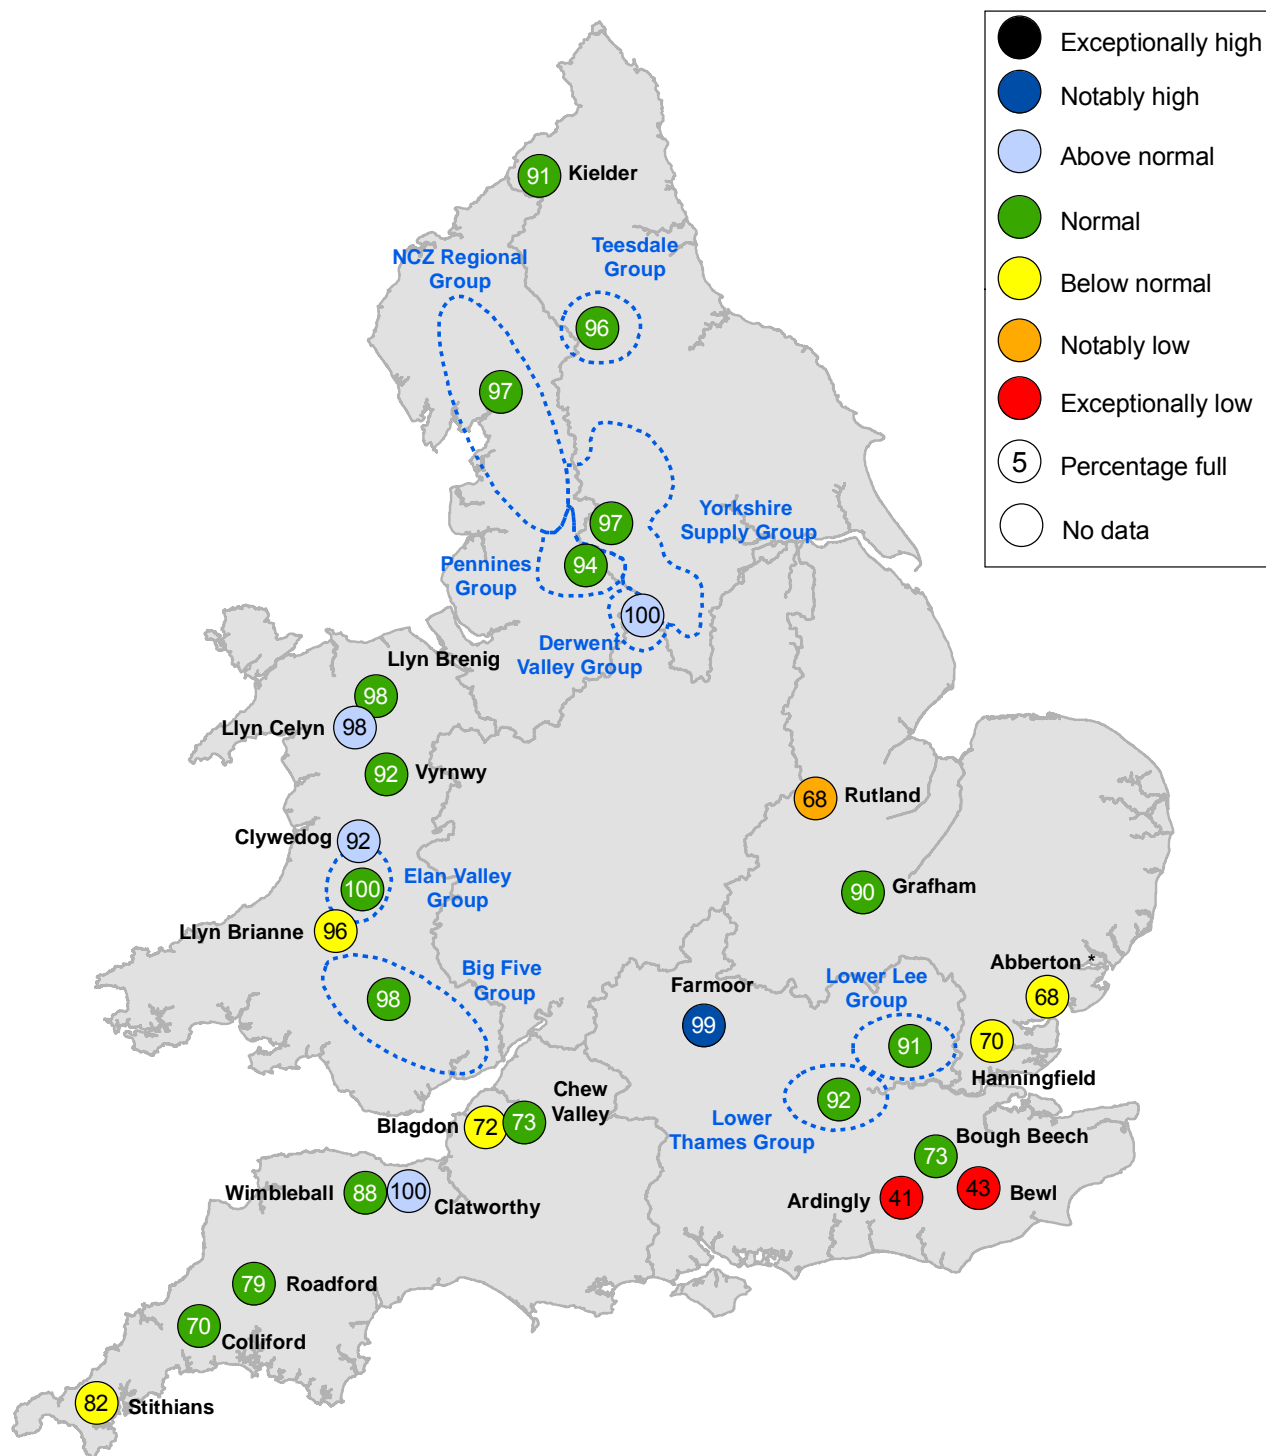 Exceptionally high
Notably high
Above normal
Normal
Below normal
Notably low
Exceptionally low
5 Percentage full
No data
91 Kielder
NCZ Regional
Group
Teesdale
Group
96
97
97
Yorkshire
Supply Group
Pennines
Group
94
100
Derwent
Valley Group
Llyn Brenig
98
Llyn Celyn 98
92 Vyrnwy
68 Rutland
Clywedog 92
100 Elan Valley
Group
90 Grafham
Llyn Brianne 96
Big Five
Group
98
Farmoor
99
Lower Lee
Group
91
Abberton *
68
70
Hanningfield
Chew
Valley
Blagdon 72 73
92
Lower
Thames Group
Bough Beech
73
Wimbleball 88 100
Clatworthy
Ardingly 41
43 Bewl
79 Roadford
70
Colliford
82 Stithians